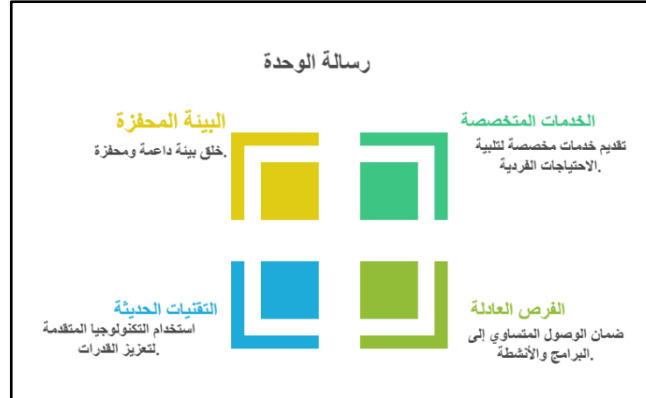 رسالة الوحدة
الخدمات المتخصصة
تقديم خدمات مخصصة لتلبية
.الاحتياجات الفردية
البيئة المحفزة
.خلق بيئة داعمة ومحفزة
الفرص العادلة
ضمان الوصول المتساوي إلى
.البرامج والأنشطة
التقنيات الحديثة
استخدام التكنولوجيا المتقدمة
.لتعزيز القدرات